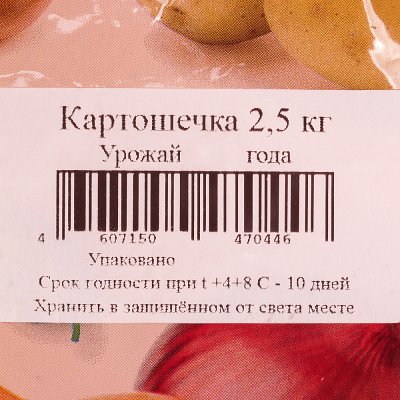 Картошечка 2,5 кг
Урожай года
4 607150 470446
Упаковано
Срок годности при t +4+8 С - 10 дней
Хранить в защищённом от света месте